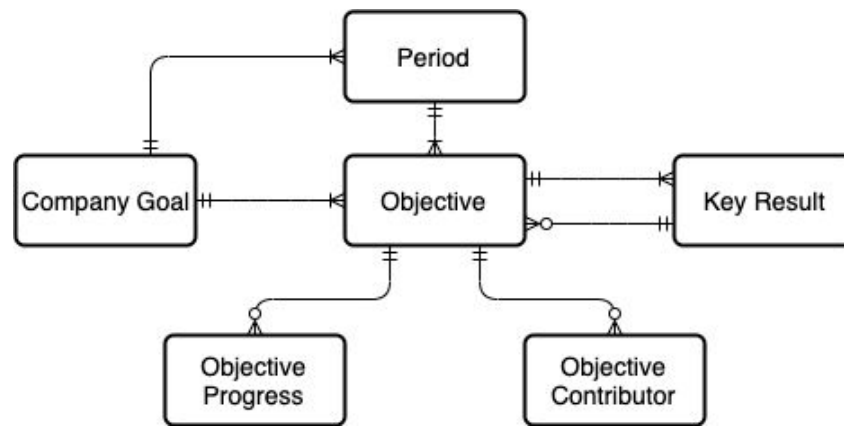 Period
Company Goal
Objective
Key Result
Objective
Progress
Objective
Contributor